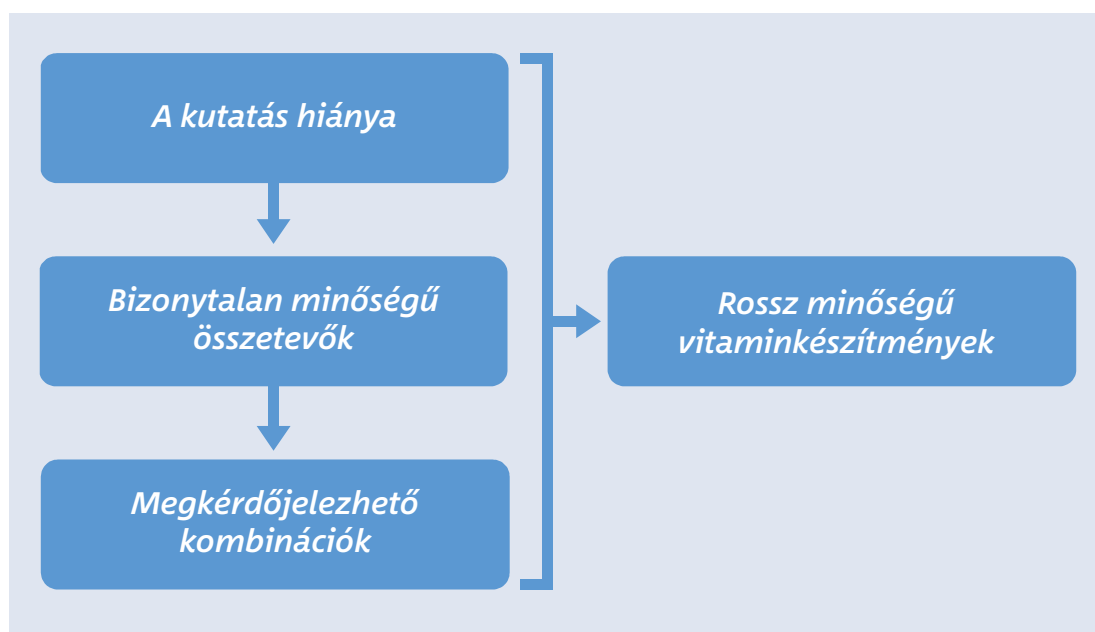 A kutatás hiánya
Bizonytalan minőségű
összetevők
Megkérdőjelezhető
kombinációk
Rossz minőségű
vitaminkészítmények